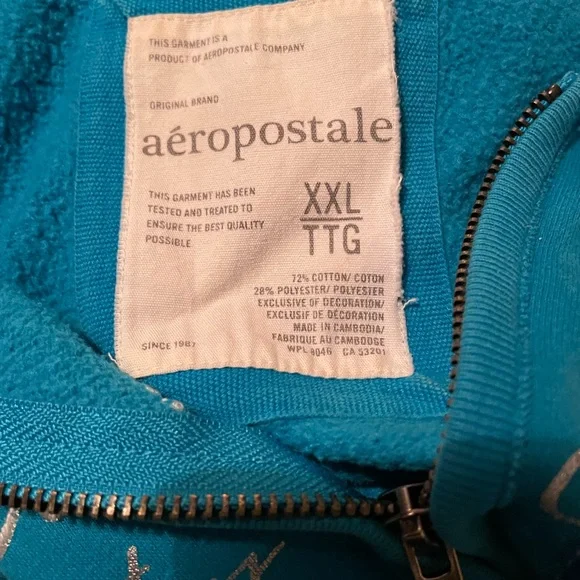 THIS GARMENT IS A
PRODUCT OF AEROPOSTALE COMPANY.
ORIGINAL BRAND
aéropostale
THIS GARMENT HAS BEEN
TESTED AND TREATED TO
ENSURE THE BEST QUALITY
POSSIBLE.
XXL
TTG
72% COTTON/ COTON
28% POLYESTER/ POLYESTER
EXCLUSIVE OF DECORATION/
EXCLUSIF DE DÉCORATION
MADE IN CAMBODIA/
FABRIQUE AU CAMBODGE
WPL 8046 CA 53201
SINCE 1987